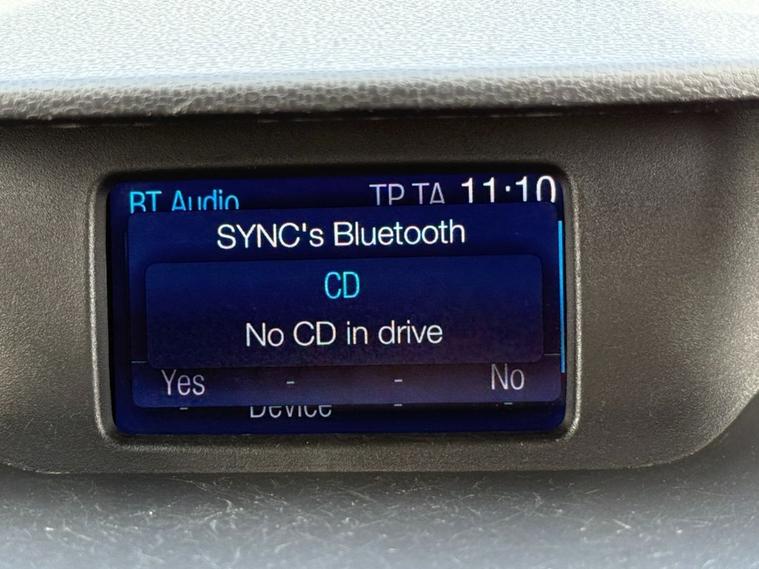 BT Audio TP TA 11:10
SYNC's Bluetooth
CD
No CD in drive
Yes - - No
- Device - -